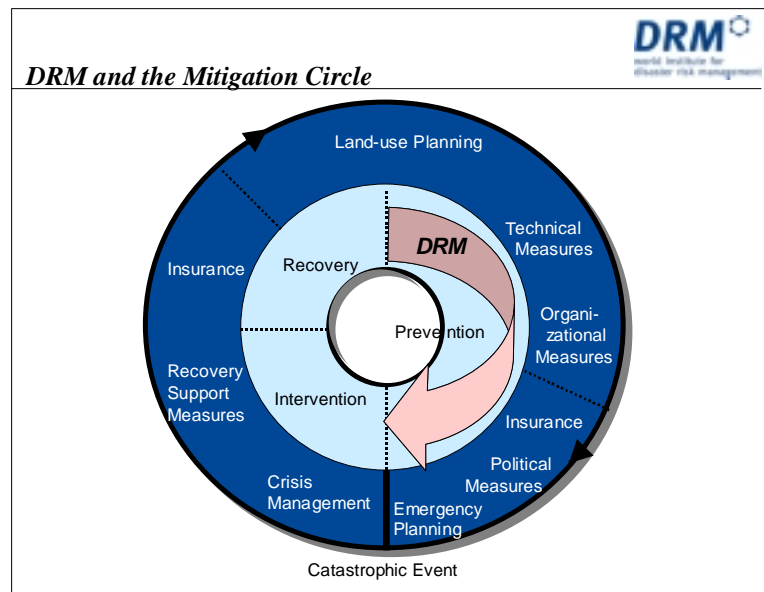 DRM
world institute for
disaster risk management
DRM and the Mitigation Circle
Land-use Planning
Technical
Measures
DRM
Insurance
Recovery
Organi-
zational
Measures
Prevention
Recovery
Support
Measures
Intervention
Insurance
Political
Measures
Crisis
Management
Emergency
Planning
Catastrophic Event